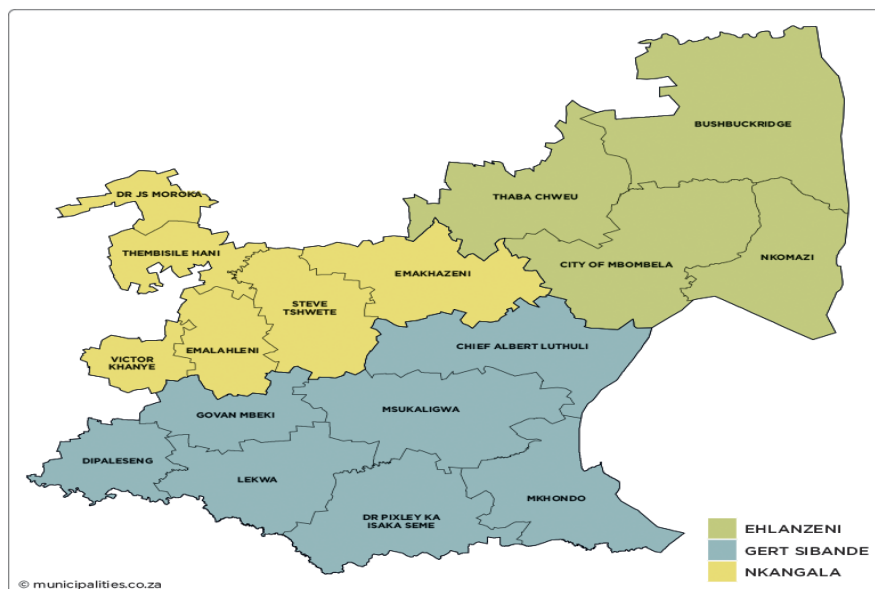 BUSHBUCKRIDGE
DR JS MOROKA
THABA CHWEU
THEMBISILE HANI
CITY OF MBOMBELA
NKOMAZI
EMAKHAZENI
STEVE
TSHWETE
CHIEF ALBERT LUTHULI
VICTOR
KHANYE
EMALAHLENI
GOVAN MBEKI
MSUKALIGWA
DIPALESENG
LEKWA
MKHONDO
DR PIXLEY KA
ISAKA SEME
EHLANZENI
GERT SIBANDE
NKANGALA
© municipalities.co.za